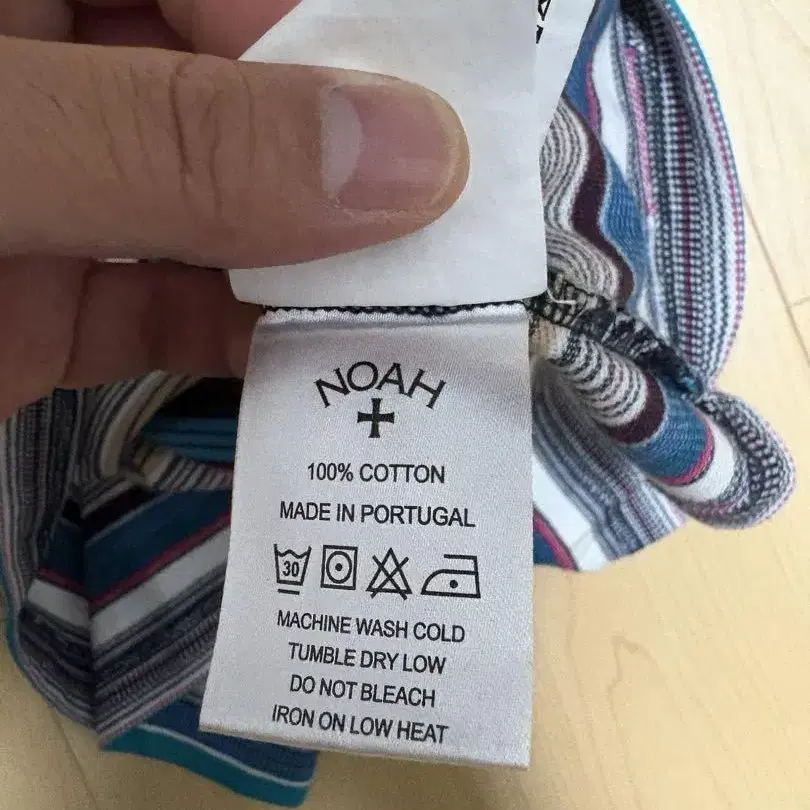 NOAH
100% COTTON
MADE IN PORTUGAL
30
MACHINE WASH COLD
TUMBLE DRY LOW
DO NOT BLEACH
IRON ON LOW HEAT